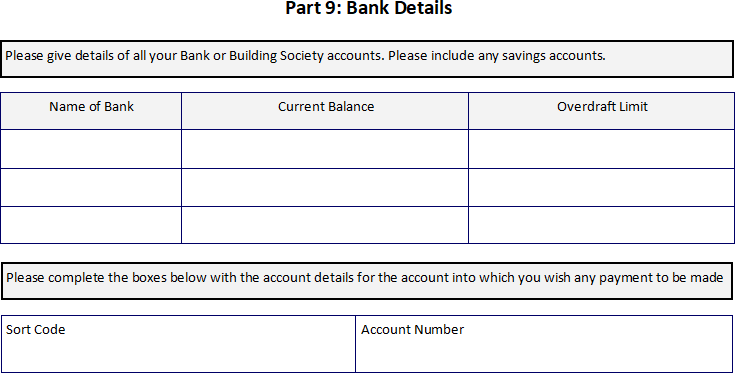 Part 9: Bank Details
Please give details of all your Bank or Building Society accounts. Please include any savings accounts.
Name of Bank Current Balance Overdraft Limit
Please complete the boxes below with the account details for the account into which you wish any payment to be made
Sort Code Account Number